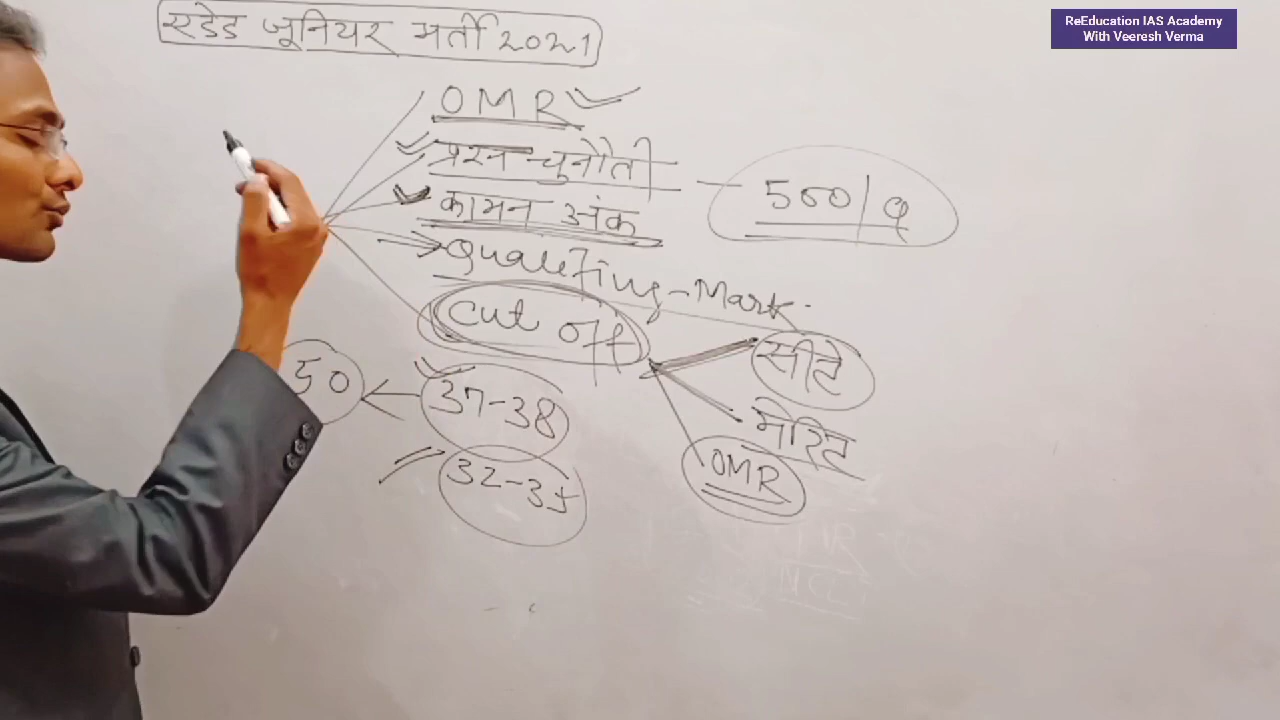 ReEducation IAS Academy
With Veeresh Verma
एडेड जूनियर भर्ती 2021
OMR
प्रश्न-चुनौती - 500/Q
कामन अंक
Qualifing-Mark
Cut off
सीटे
मेरिट
OMR
50
37-38
32-35